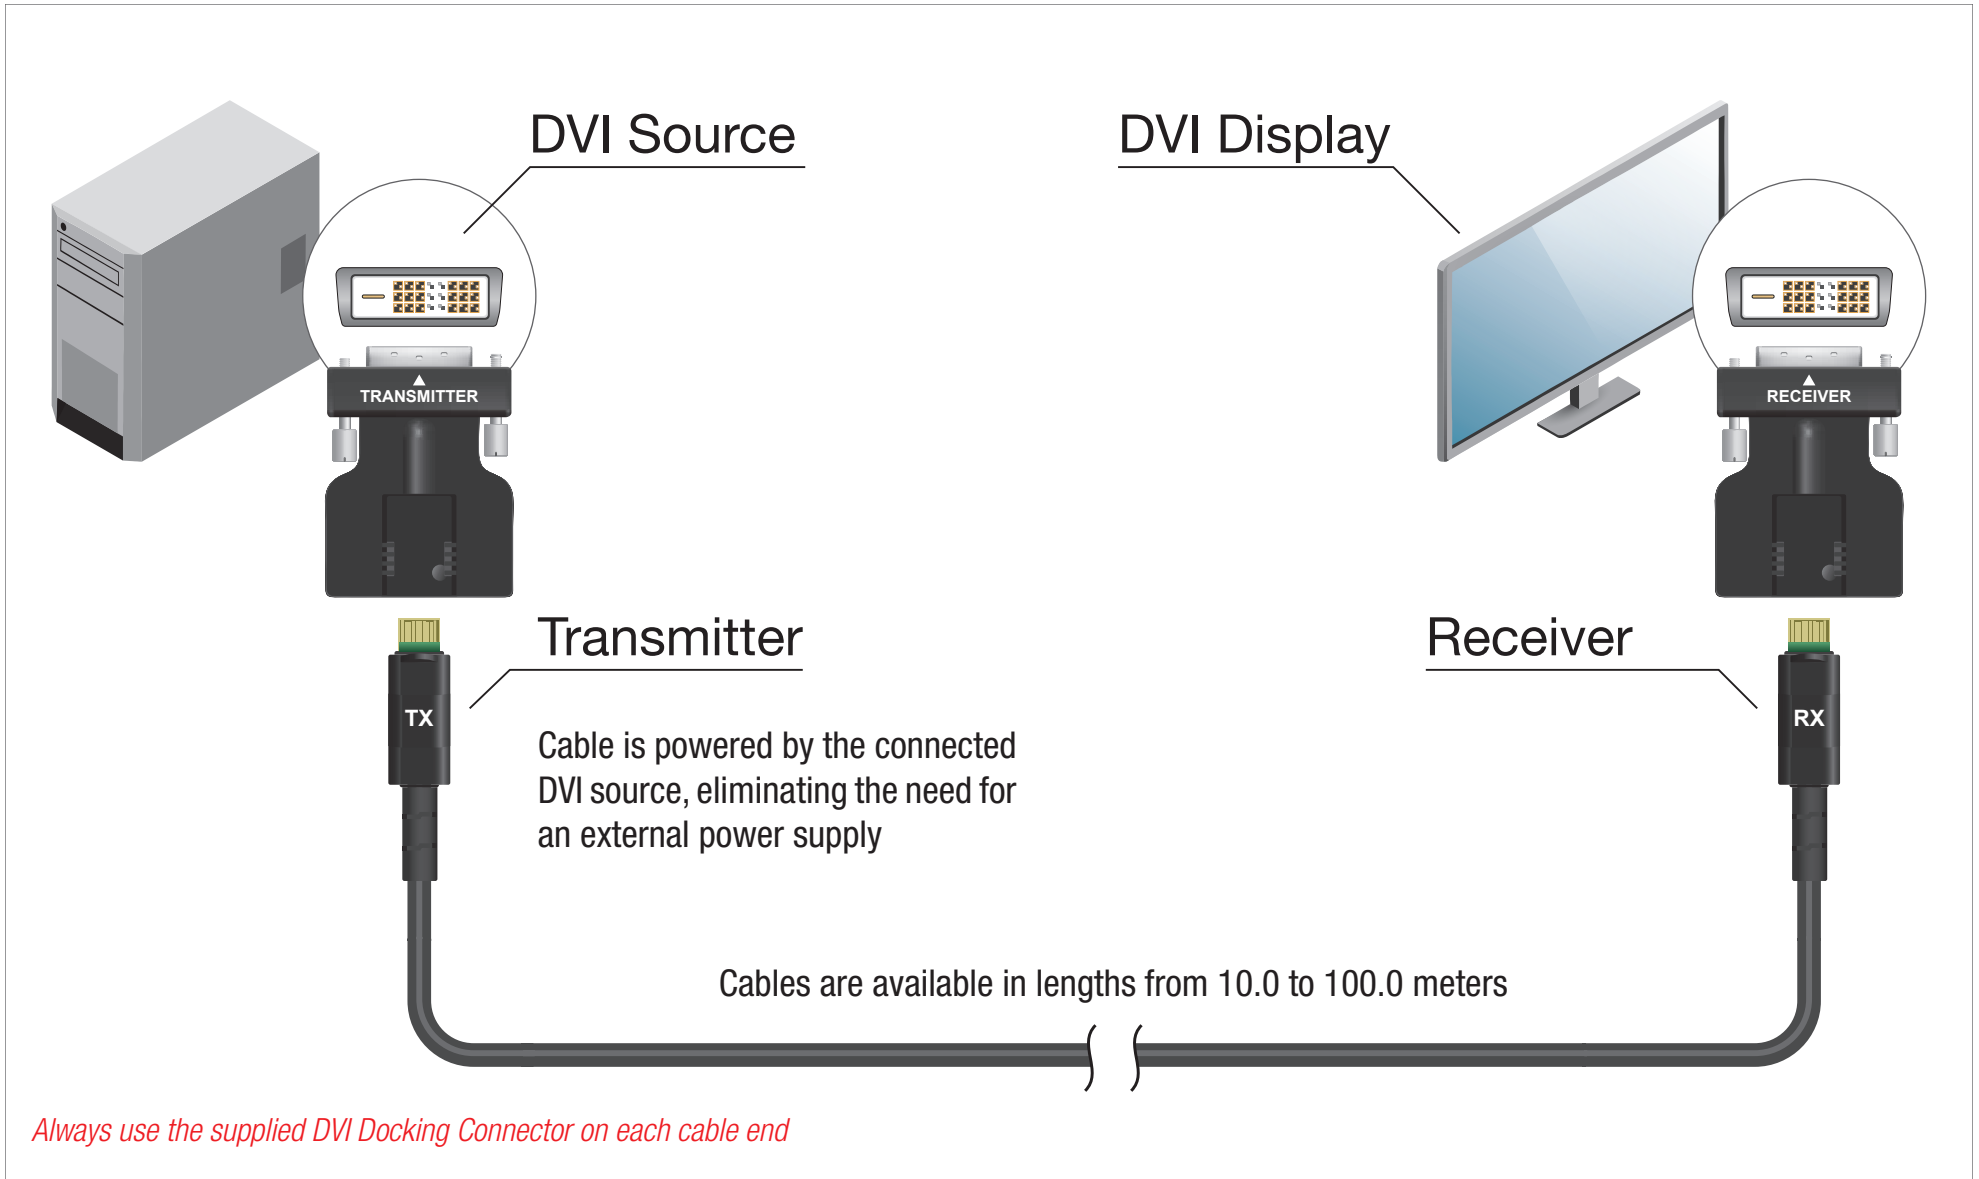 DVI Source
DVI Display
TRANSMITTER
RECEIVER
Transmitter
Receiver
TX
RX
Cable is powered by the connected
DVI source, eliminating the need for
an external power supply
Cables are available in lengths from 10.0 to 100.0 meters
Always use the supplied DVI Docking Connector on each cable end